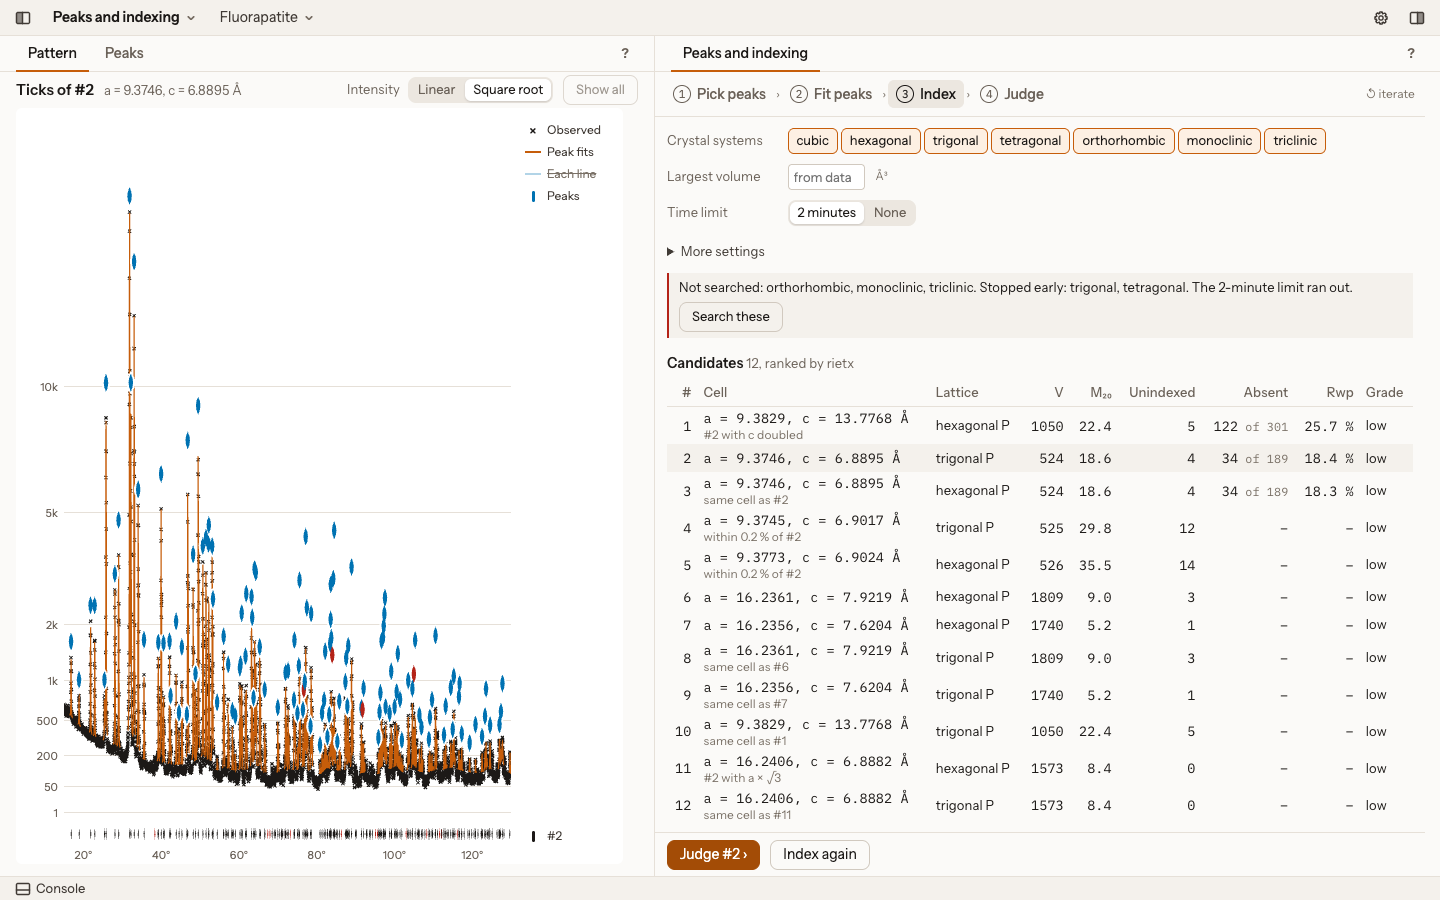 Peaks and indexing
Fluorapatite
Pattern
Peaks
?
Ticks of #2
a = 9.3746, c = 6.8895 Å
Intensity
Linear
Square root
Show all
Observed
Peak fits
Each line
Peaks
10k
5k
2k
1k
500
200
50
1
#2
20°
40°
60°
80°
100°
120°
Peaks and indexing
?
1 Pick peaks › 2 Fit peaks › 3 Index › 4 Judge
iterate
Crystal systems
cubic
hexagonal
trigonal
tetragonal
orthorhombic
monoclinic
triclinic
Largest volume
from data
Å³
Time limit
2 minutes
None
More settings
Not searched: orthorhombic, monoclinic, triclinic. Stopped early: trigonal, tetragonal. The 2-minute limit ran out.
Search these
Candidates 12, ranked by rietx
# Cell Lattice V M₂₀ Unindexed Absent Rwp Grade
1 a = 9.3829, c = 13.7768 Å hexagonal P 1050 22.4 5 122 of 301 25.7 % low
#2 with c doubled
2 a = 9.3746, c = 6.8895 Å trigonal P 524 18.6 4 34 of 189 18.4 % low
3 a = 9.3746, c = 6.8895 Å hexagonal P 524 18.6 4 34 of 189 18.3 % low
same cell as #2
4 a = 9.3745, c = 6.9017 Å trigonal P 525 29.8 12 – – low
within 0.2 % of #2
5 a = 9.3773, c = 6.9024 Å hexagonal P 526 35.5 14 – – low
within 0.2 % of #2
6 a = 16.2361, c = 7.9219 Å hexagonal P 1809 9.0 3 – – low
7 a = 16.2356, c = 7.6204 Å hexagonal P 1740 5.2 1 – – low
8 a = 16.2361, c = 7.9219 Å trigonal P 1809 9.0 3 – – low
same cell as #6
9 a = 16.2356, c = 7.6204 Å trigonal P 1740 5.2 1 – – low
same cell as #7
10 a = 9.3829, c = 13.7768 Å trigonal P 1050 22.4 5 – – low
same cell as #1
11 a = 16.2406, c = 6.8882 Å hexagonal P 1573 8.4 0 – – low
#2 with a × √3
12 a = 16.2406, c = 6.8882 Å trigonal P 1573 8.4 0 – – low
same cell as #11
Judge #2 ›
Index again
Console